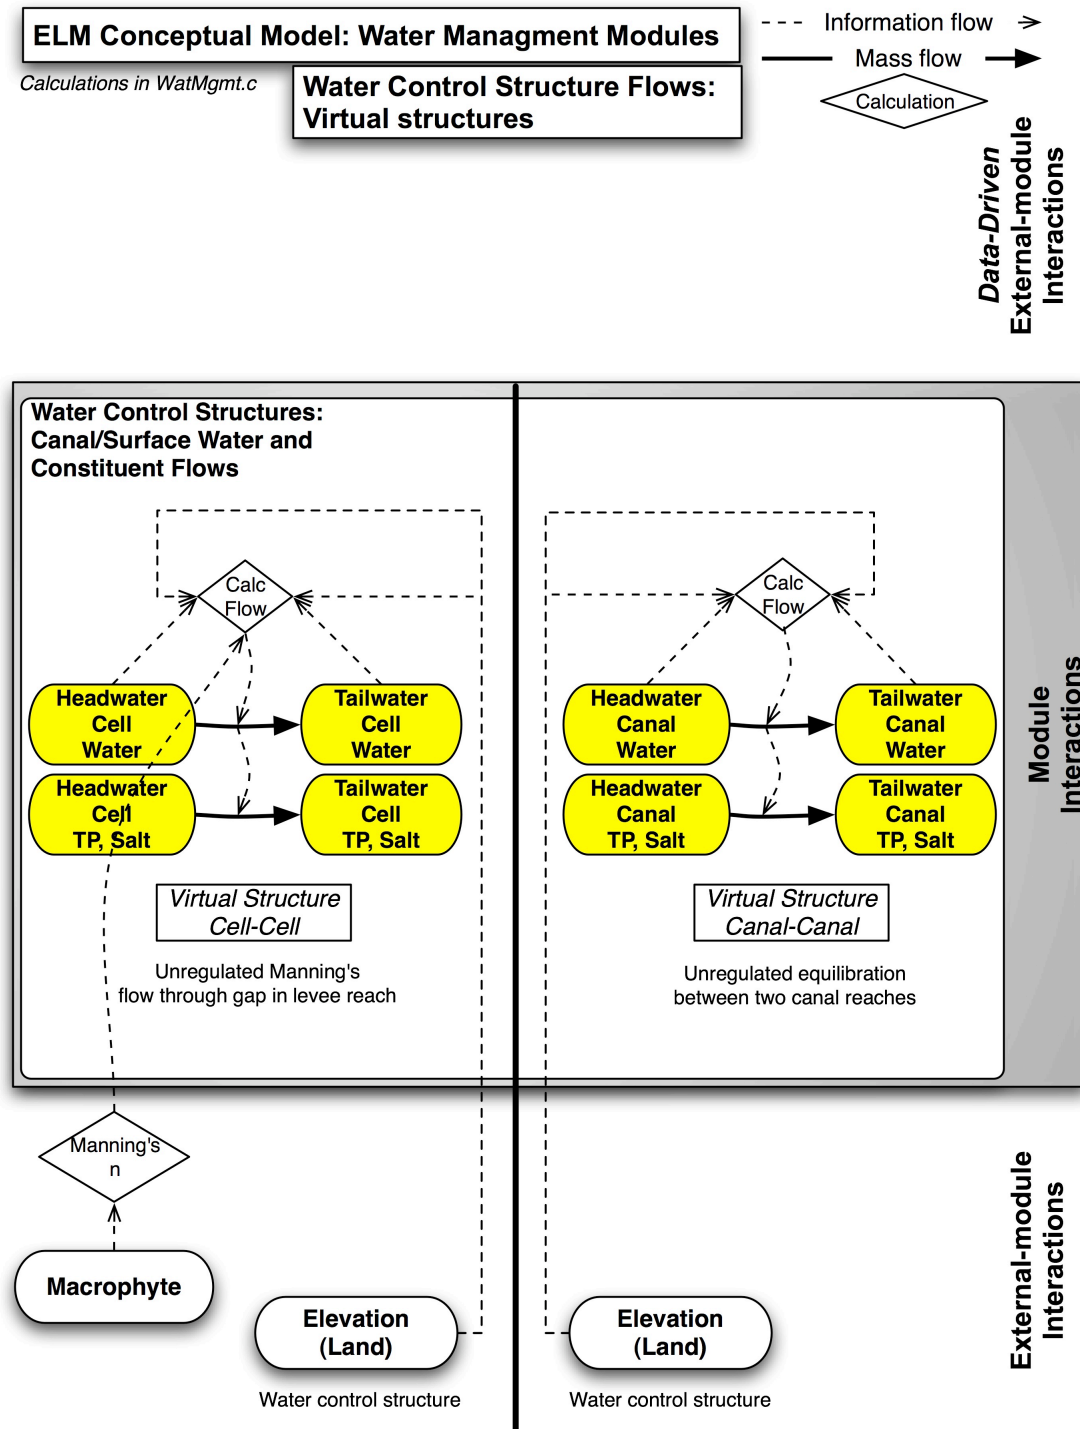 ELM Conceptual Model: Water Managment Modules
Calculations in WatMgmt.c
Water Control Structure Flows:
Virtual structures
Information flow
Mass flow
Calculation
Data-Driven
External-module
Interactions
Water Control Structures:
Canal/Surface Water and
Constituent Flows
Calc
Flow
Headwater
Cell
Water
Tailwater
Cell
Water
Headwater
Cell
TP, Salt
Tailwater
Cell
TP, Salt
Virtual Structure
Cell-Cell
Unregulated Manning's
flow through gap in levee reach
Calc
Flow
Headwater
Canal
Water
Tailwater
Canal
Water
Headwater
Canal
TP, Salt
Tailwater
Canal
TP, Salt
Virtual Structure
Canal-Canal
Unregulated equilibration
between two canal reaches
Module
Interactions
Manning's
n
Macrophyte
Elevation
(Land)
Water control structure
Elevation
(Land)
Water control structure
External-module
Interactions